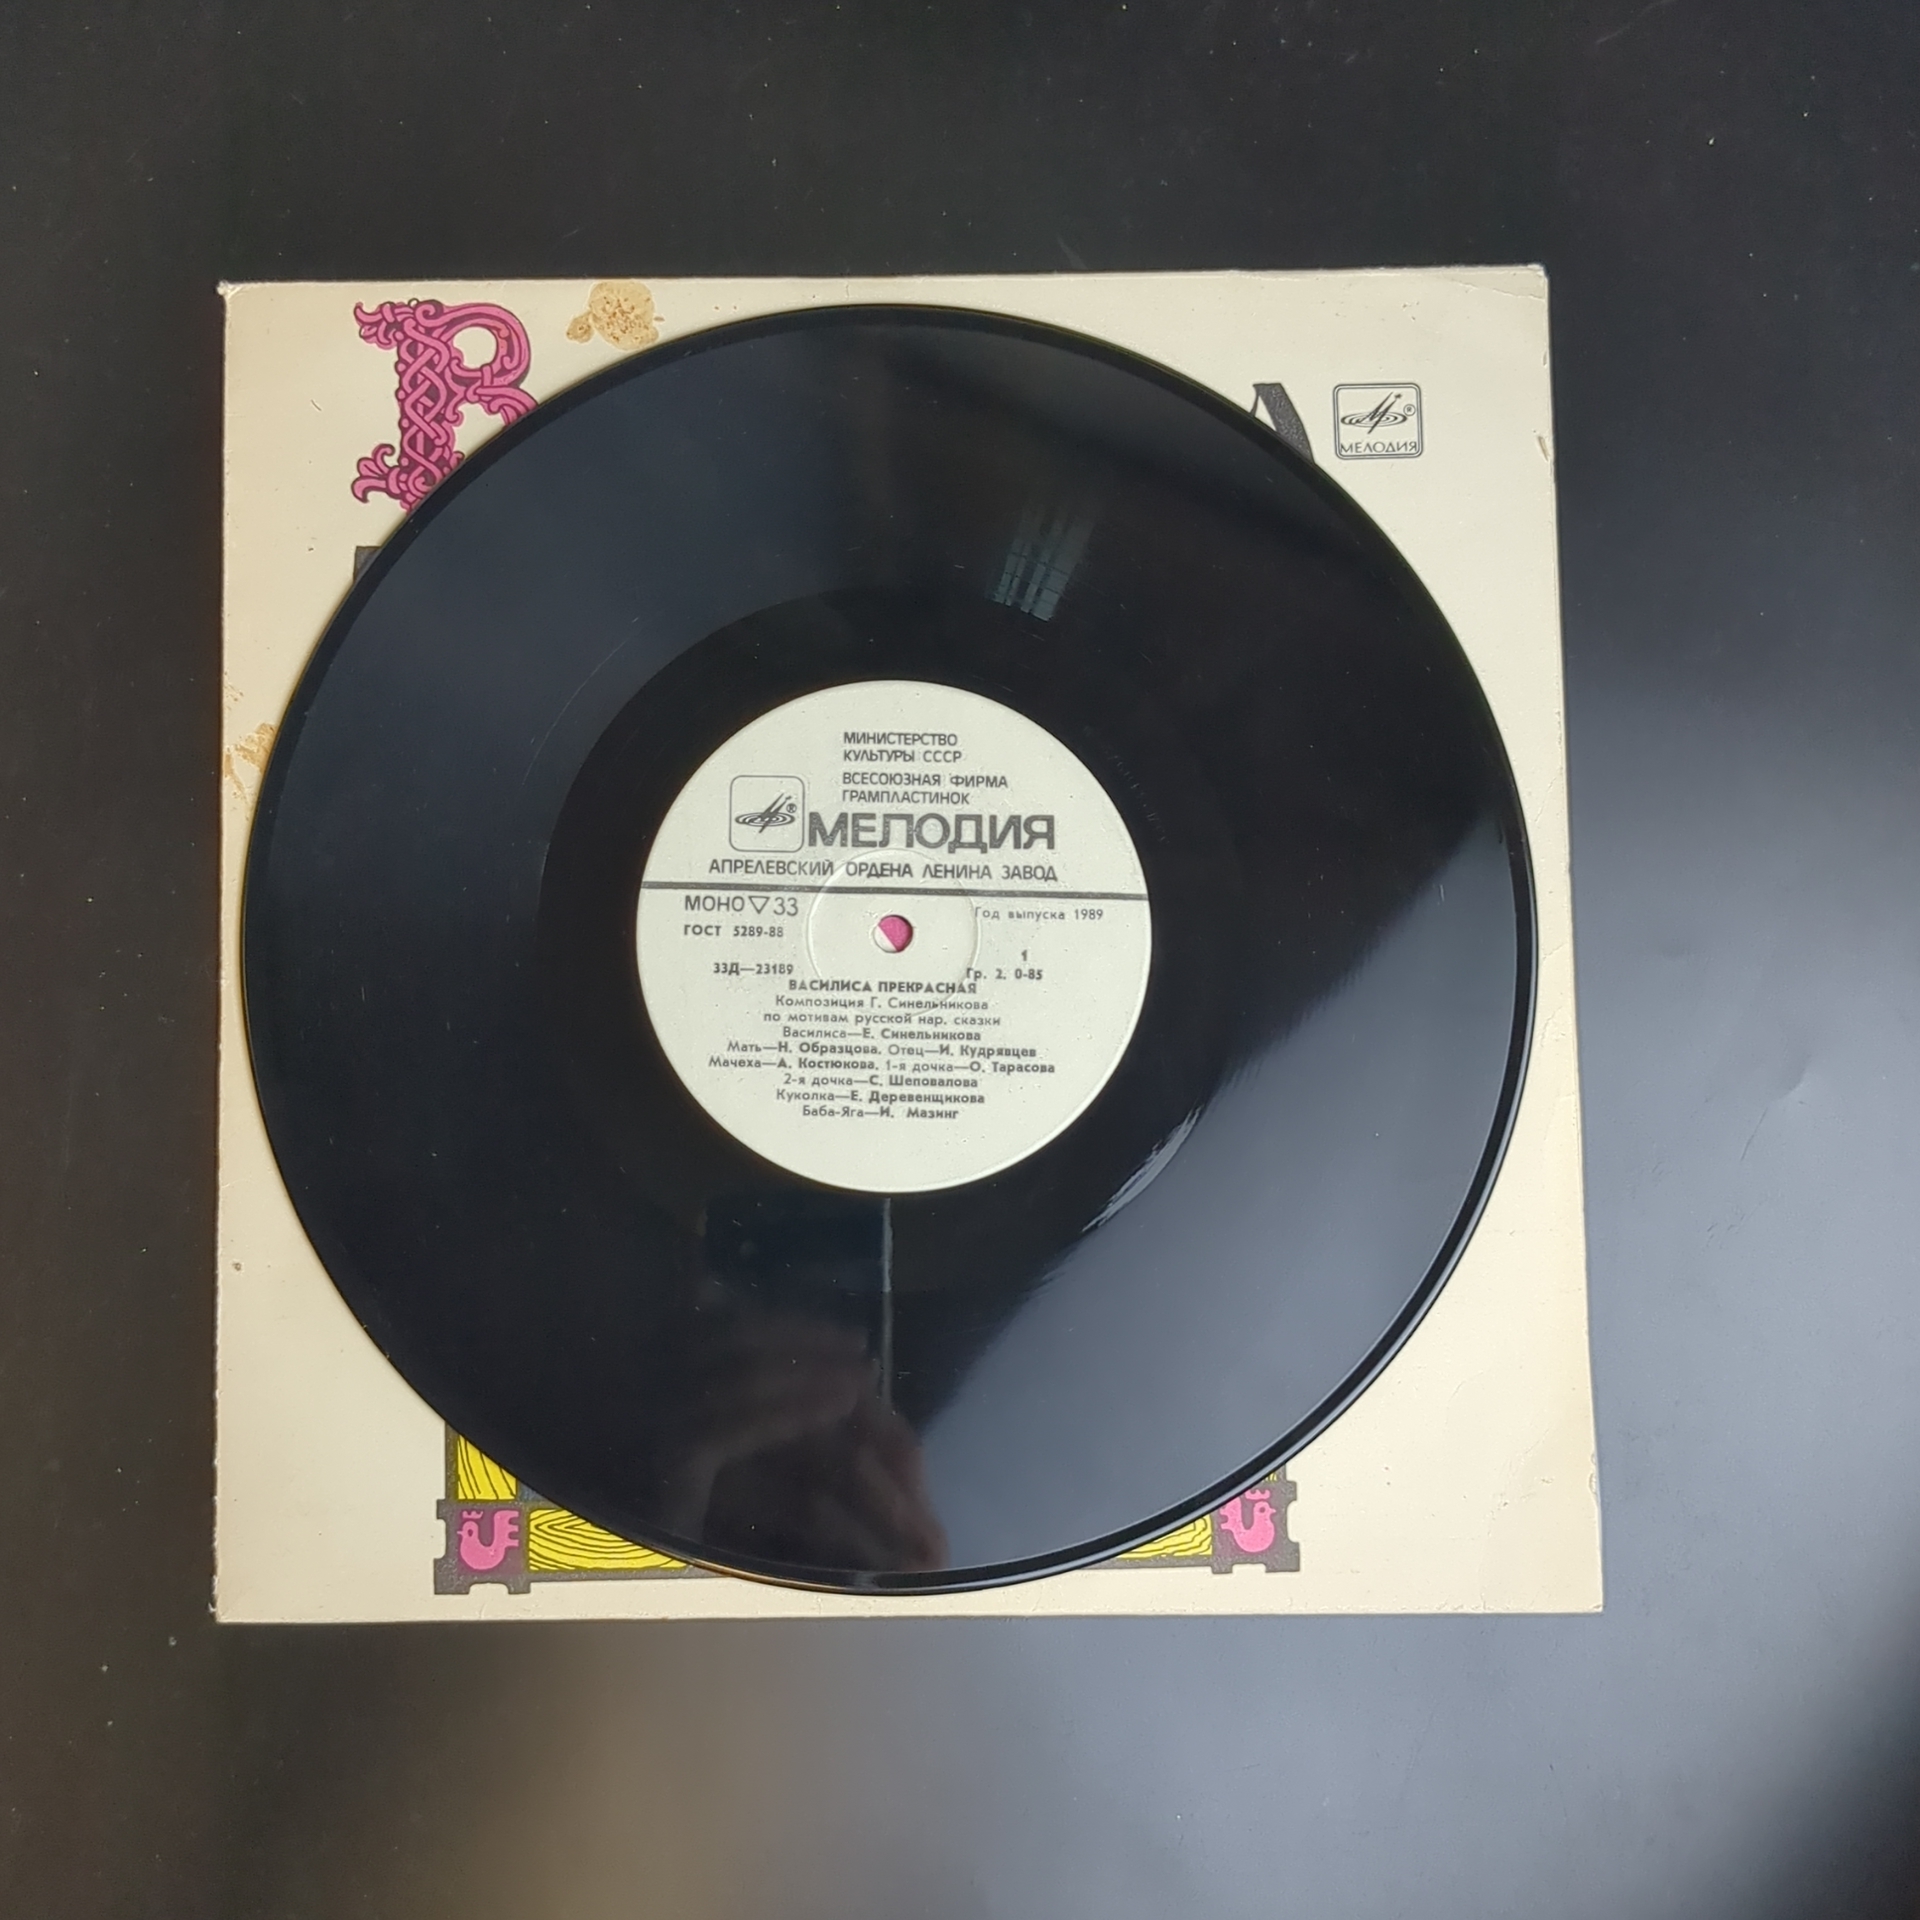 В
А
МЕЛОДИЯ
МИНИСТЕРСТВО
КУЛЬТУРЫ СССР
ВСЕСОЮЗНАЯ ФИРМА
ГРАМПЛАСТИНОК
МЕЛОДИЯ
АПРЕЛЕВСКИЙ ОРДЕНА ЛЕНИНА ЗАВОД
МОНО ▽ 33
Год выпуска 1989
ГОСТ 5289-88
1
33Д—23189
Гр. 2. 0-85
ВАСИЛИСА ПРЕКРАСНАЯ
Композиция Г. Синельникова
по мотивам русской нар. сказки
Василиса—Е. Синельникова
Мать—Н. Образцова. Отец—И. Кудрявцев
Мачеха—А. Костюкова, 1-я дочка—О. Тарасова
2-я дочка—С. Шеповалова
Куколка—Е. Деревенщикова
Баба-Яга—И. Мазинг